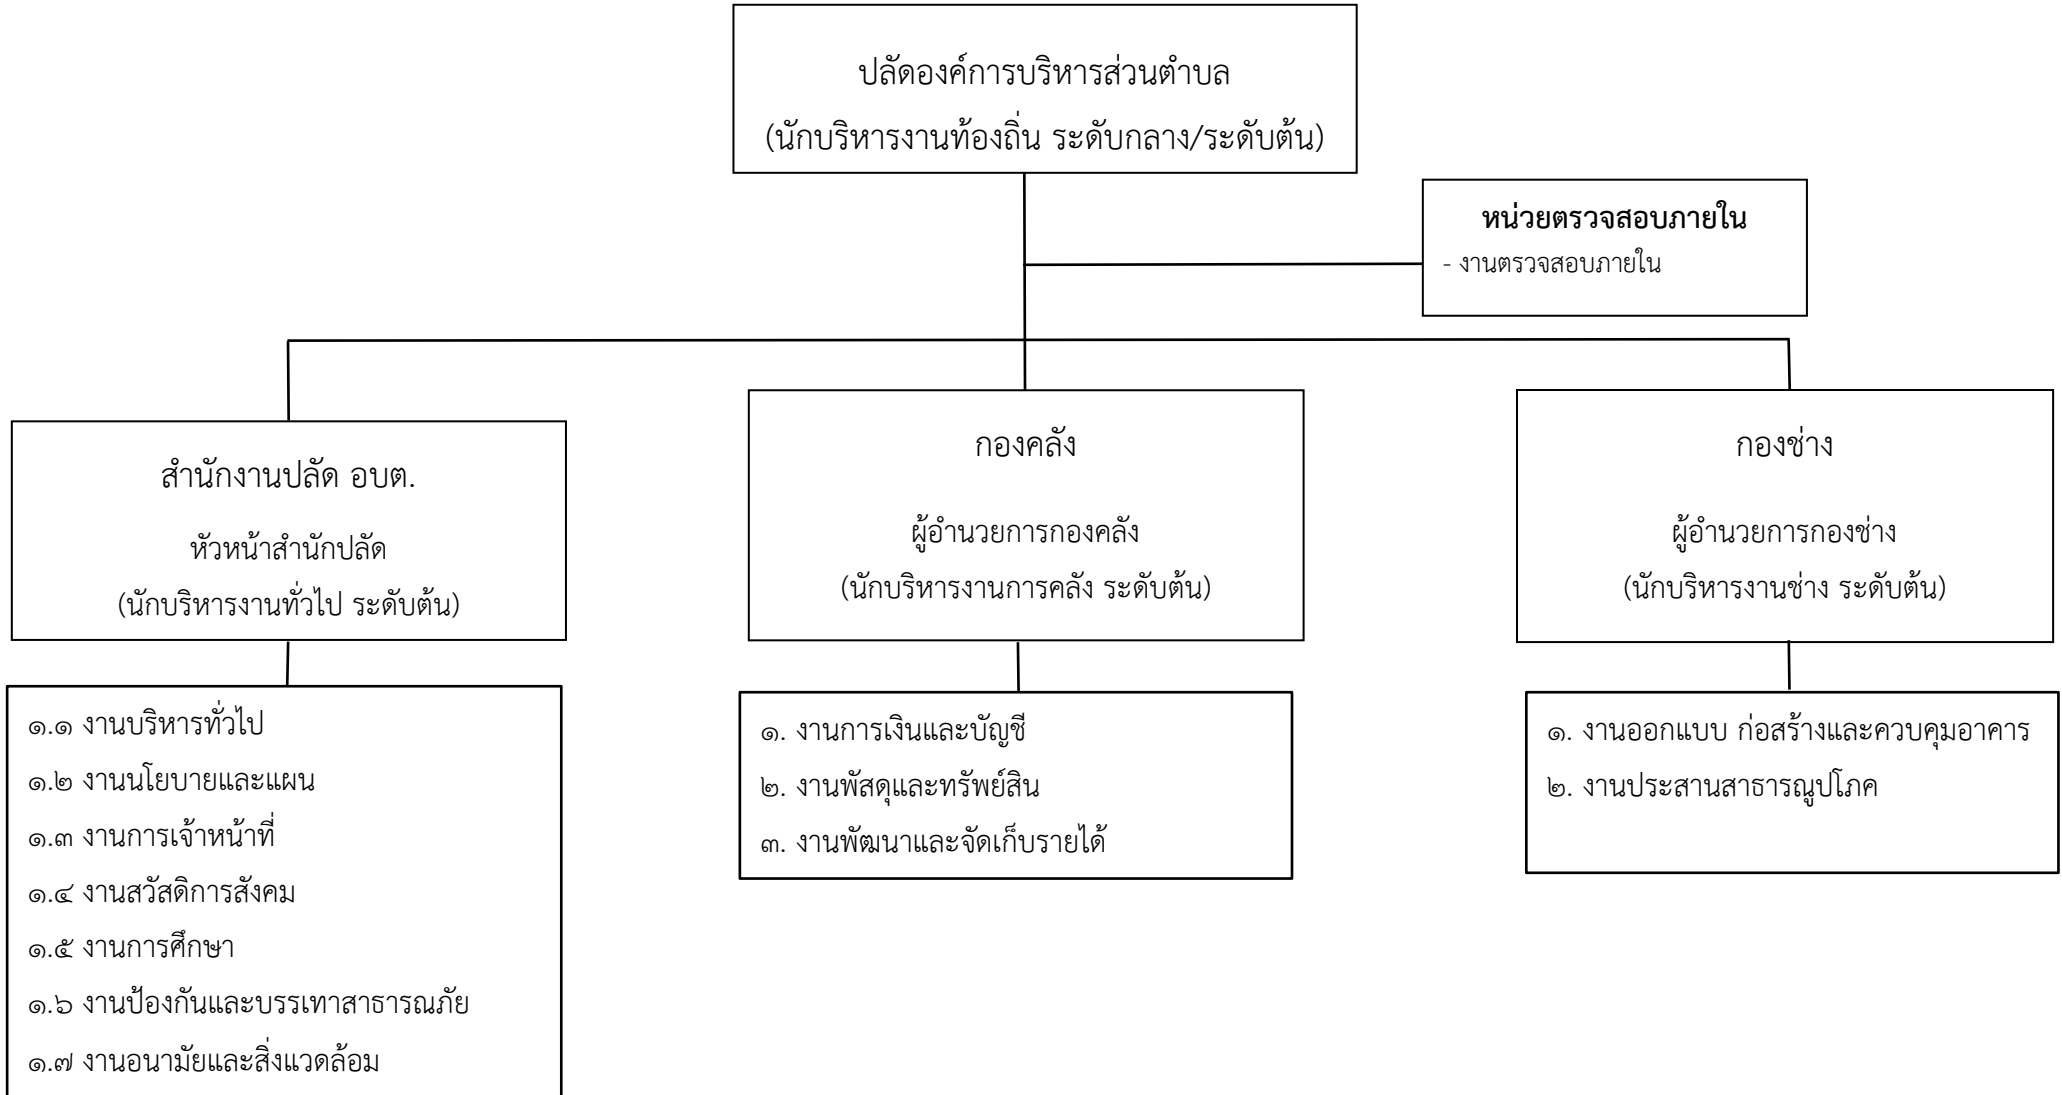 ปลัดองค์การบริหารส่วนตำบล
(นักบริหารงานท้องถิ่น ระดับกลาง/ระดับต้น)
หน่วยตรวจสอบภายใน
- งานตรวจสอบภายใน
สำนักงานปลัด อบต.
หัวหน้าสำนักปลัด
(นักบริหารงานทั่วไป ระดับต้น)
กองคลัง
ผู้อำนวยการกองคลัง
(นักบริหารงานการคลัง ระดับต้น)
กองช่าง
ผู้อำนวยการกองช่าง
(นักบริหารงานช่าง ระดับต้น)
๑.๑ งานบริหารทั่วไป
๑.๒ งานนโยบายและแผน
๑.๓ งานการเจ้าหน้าที่
๑.๔ งานสวัสดิการสังคม
๑.๕ งานการศึกษา
๑.๖ งานป้องกันและบรรเทาสาธารณภัย
๑.๗ งานอนามัยและสิ่งแวดล้อม
๑. งานการเงินและบัญชี
๒. งานพัสดุและทรัพย์สิน
๓. งานพัฒนาและจัดเก็บรายได้
๑. งานออกแบบ ก่อสร้างและควบคุมอาคาร
๒. งานประสานสาธารณูปโภค